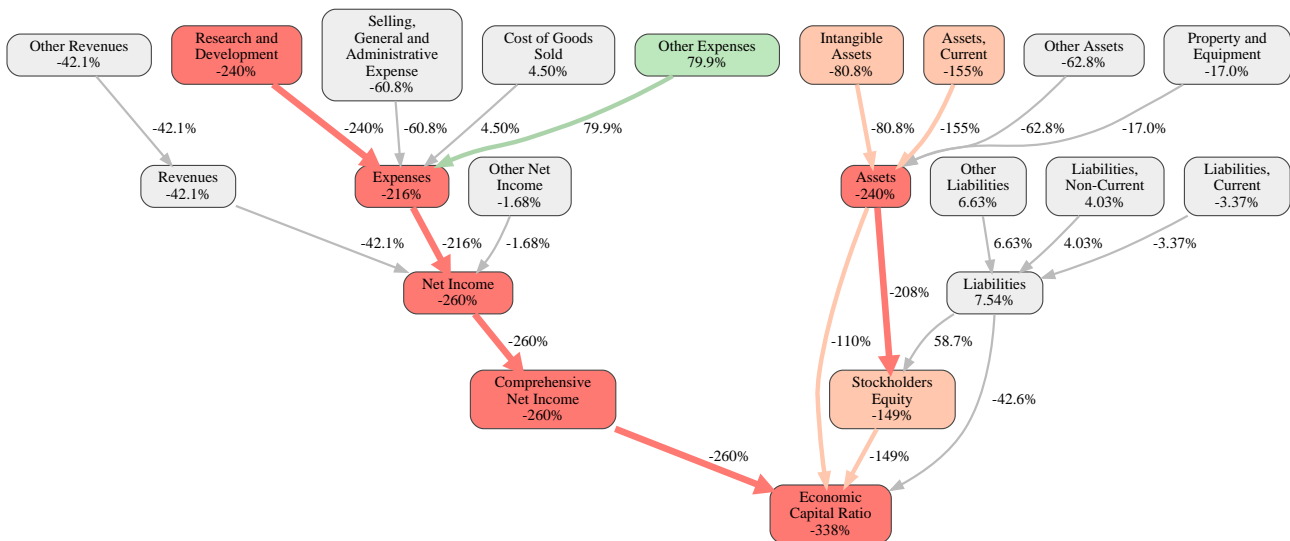 Other Revenues
-42.1%
Research and
Development
-240%
Selling,
General and
Administrative
Expense
-60.8%
Cost of Goods
Sold
4.50%
Other Expenses
79.9%
Intangible
Assets
-80.8%
Assets,
Current
-155%
Other Assets
-62.8%
Property and
Equipment
-17.0%
-42.1%
-240%
-60.8%
4.50%
79.9%
-80.8%
-155%
-62.8%
-17.0%
Revenues
-42.1%
Expenses
-216%
Other Net
Income
-1.68%
Assets
-240%
Other
Liabilities
6.63%
Liabilities,
Non-Current
4.03%
Liabilities,
Current
-3.37%
-42.1%
-216%
-1.68%
6.63%
4.03%
-3.37%
Net Income
-260%
-208%
Liabilities
7.54%
-260%
-110%
58.7%
Comprehensive
Net Income
-260%
Stockholders
Equity
-149%
-42.6%
-260%
-149%
Economic
Capital Ratio
-338%